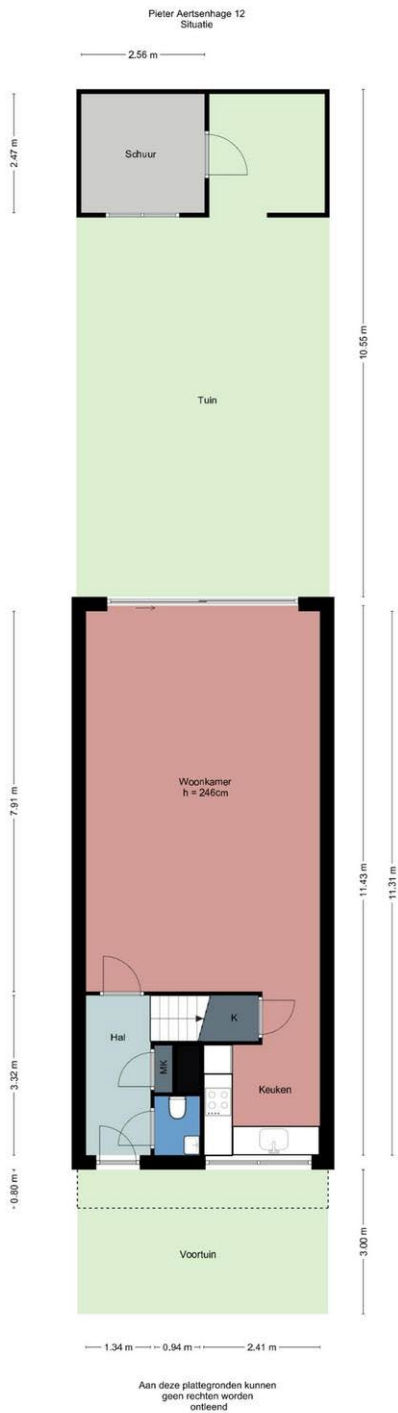 Pieter Aertsenhage 12
Situatie
2.56 m
2.47 m
Schuur
10.55 m
Tuin
7.91 m
Woonkamer
h = 246cm
11.43 m
11.31 m
3.32 m
Hal
K
MK
Keuken
0.80 m
3.00 m
Voortuin
1.34 m
0.94 m
2.41 m
Aan deze plattegronden kunnen
geen rechten worden
ontleend